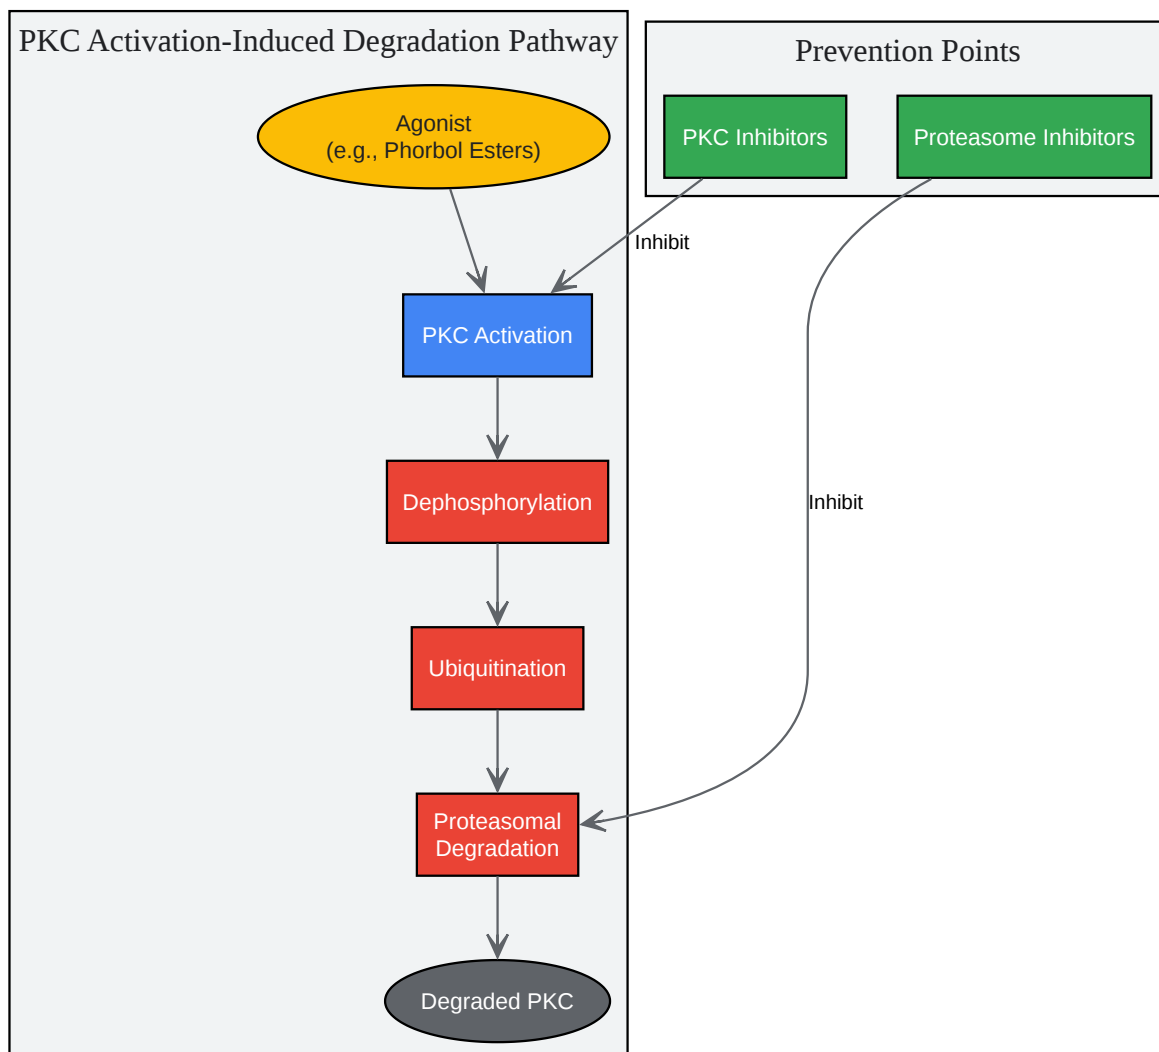 PKC Activation-Induced Degradation Pathway
Agonist
(e.g., Phorbol Esters)
PKC Activation
Dephosphorylation
Ubiquitination
Proteasomal
Degradation
Degraded PKC
Prevention Points
PKC Inhibitors
Proteasome Inhibitors
Inhibit
Inhibit